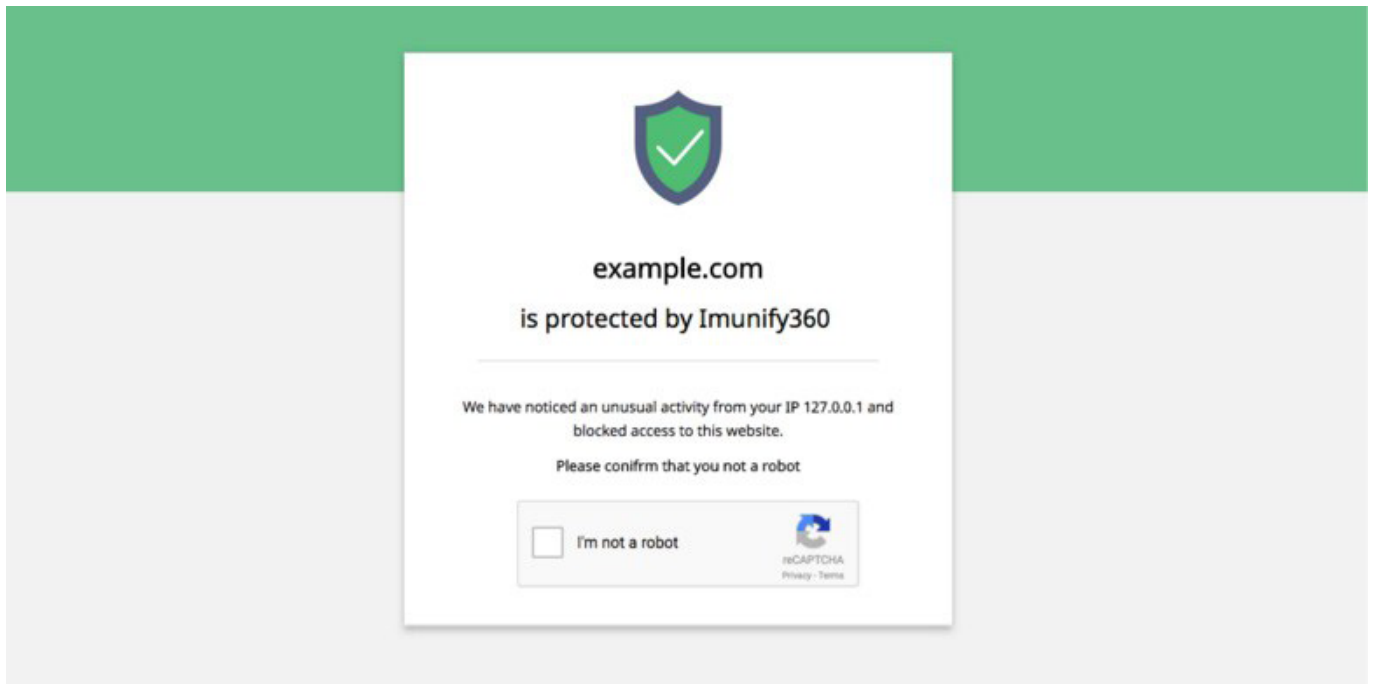 example.com
is protected by Imunify360
We have noticed an unusual activity from your IP 127.0.0.1 and
blocked access to this website.
Please conifrm that you not a robot
I'm not a robot
reCAPTCHA
Privacy - Terms